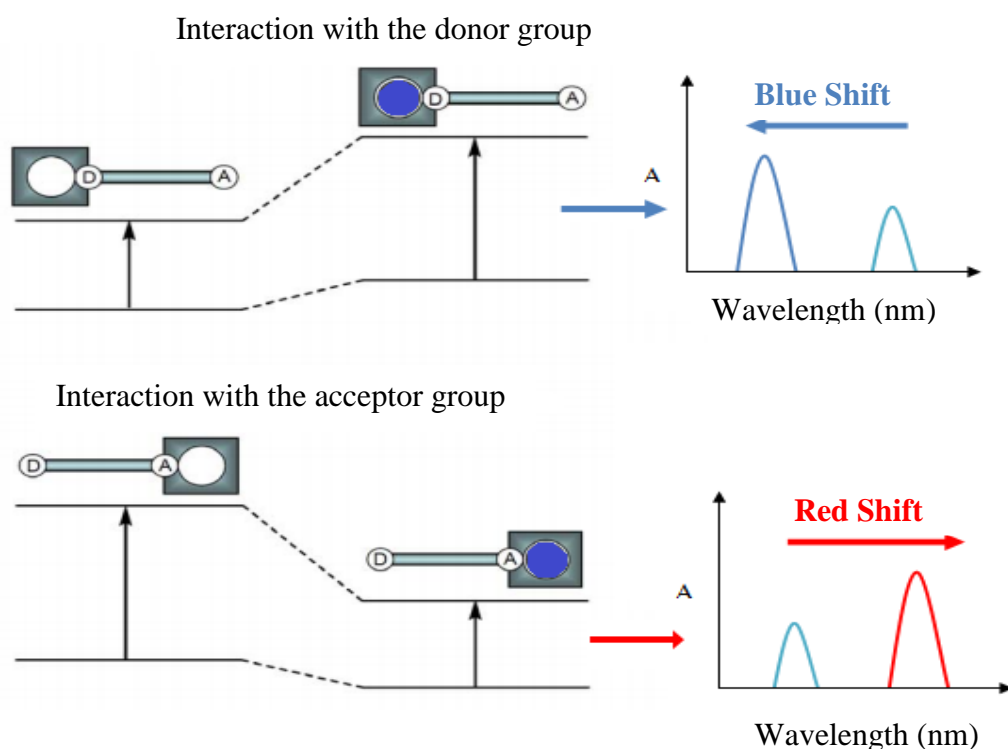 Interaction with the donor group
D A
D A
A
Blue Shift
Wavelength (nm)
Interaction with the acceptor group
D A
D A
A
Red Shift
Wavelength (nm)